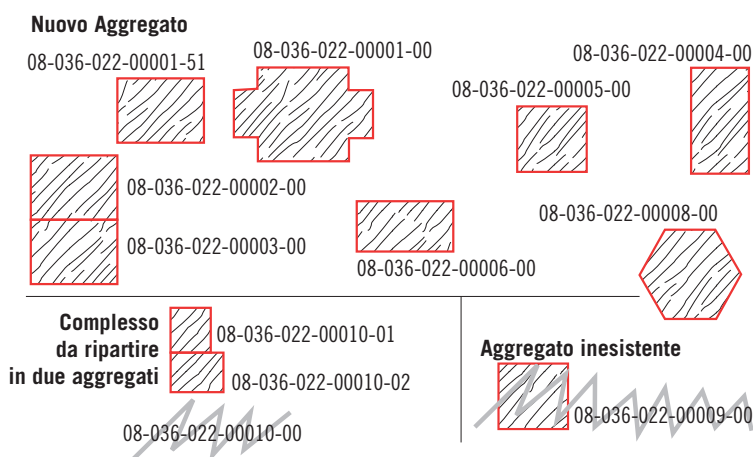 Nuovo Aggregato
08-036-022-00001-51
08-036-022-00001-00
08-036-022-00004-00
08-036-022-00005-00
08-036-022-00002-00
08-036-022-00003-00
08-036-022-00008-00
08-036-022-00006-00
Complesso
da ripartire
in due aggregati
08-036-022-00010-01
08-036-022-00010-02
08-036-022-00010-00
Aggregato inesistente
08-036-022-00009-00